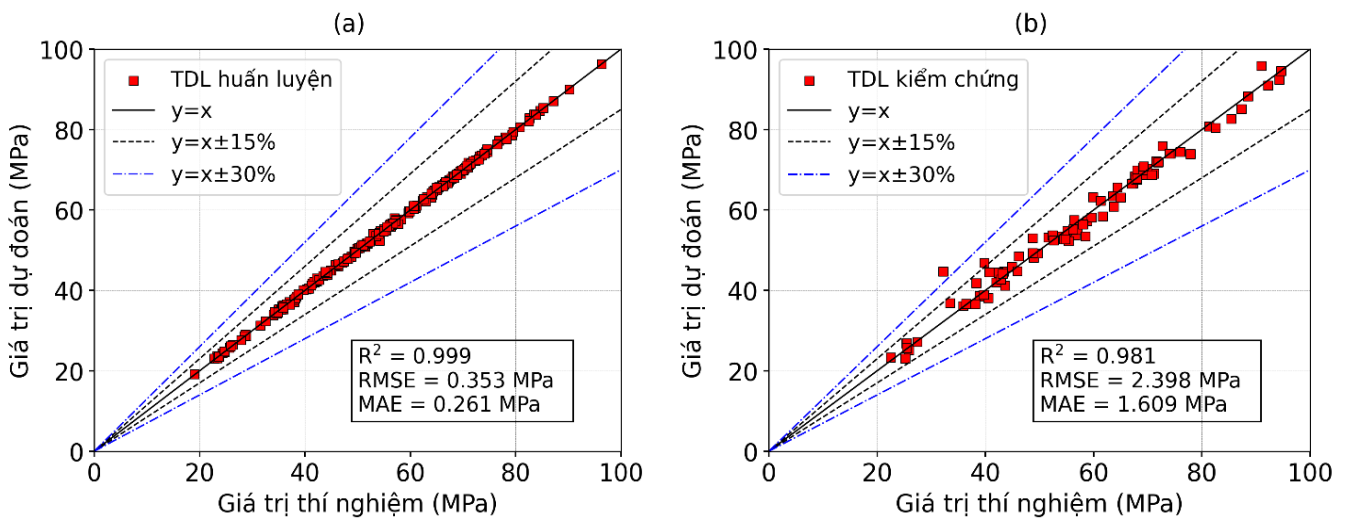 (a)
100
80
60
40
20
0
Giá trị dự đoán (MPa)
TDL huấn luyện
y=x
y=x±15%
y=x±30%
R² = 0.999
RMSE = 0.353 MPa
MAE = 0.261 MPa
0 20 40 60 80 100
Giá trị thí nghiệm (MPa)
(b)
100
80
60
40
20
0
Giá trị dự đoán (MPa)
TDL kiểm chứng
y=x
y=x±15%
y=x±30%
R² = 0.981
RMSE = 2.398 MPa
MAE = 1.609 MPa
0 20 40 60 80 100
Giá trị thí nghiệm (MPa)